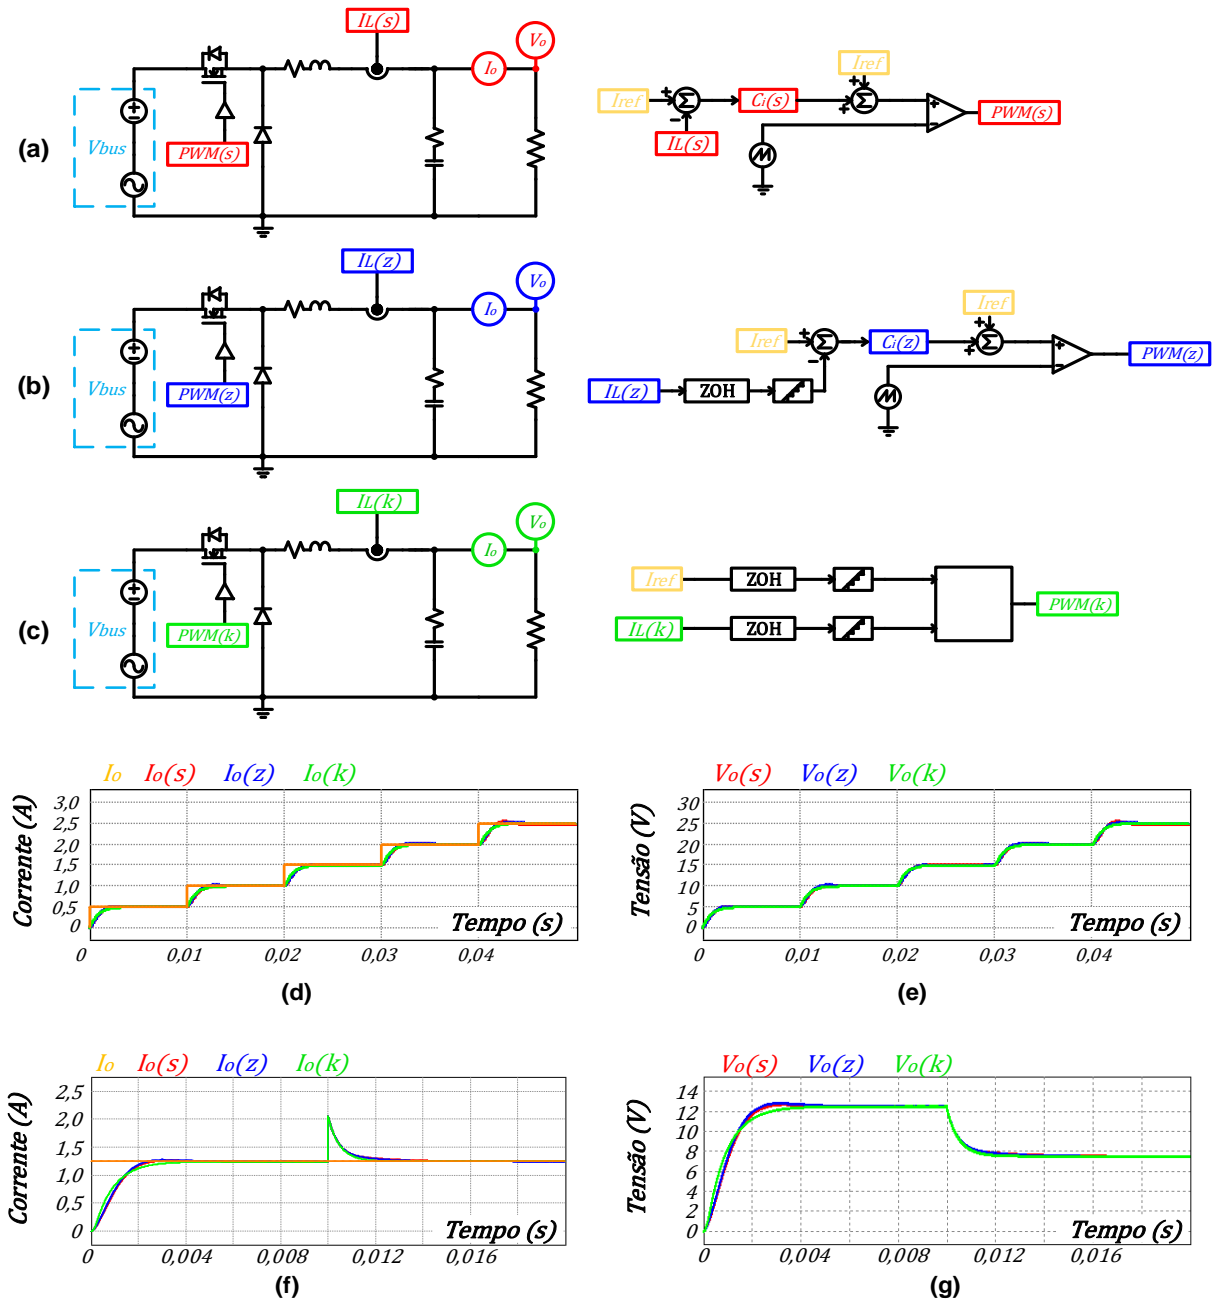 IL(s)
Vo
Io
Vbus
PWM(s)
(a)
Iref
Iref
Σ
Ci(s)
Σ
PWM(s)
IL(s)
IL(z)
Vo
Io
Vbus
PWM(z)
(b)
Iref
Iref
Σ
Ci(z)
Σ
PWM(z)
IL(z)
ZOH
IL(k)
Vo
Io
Vbus
PWM(k)
(c)
Iref
ZOH
IL(k)
ZOH
PWM(k)
Io Io(s) Io(z) Io(k)
Corrente (A)
3,0
2,5
2,0
1,5
1,0
0,5
0
Tempo (s)
0 0,01 0,02 0,03 0,04
(d)
Vo(s) Vo(z) Vo(k)
Tensão (V)
30
25
20
15
10
5
0
Tempo (s)
0 0,01 0,02 0,03 0,04
(e)
Io Io(s) Io(z) Io(k)
Corrente (A)
2,5
2,0
1,5
1,0
0,5
0
Tempo (s)
0 0,004 0,008 0,012 0,016
(f)
Vo(s) Vo(z) Vo(k)
Tensão (V)
14
12
10
8
6
4
2
0
Tempo (s)
0 0,004 0,008 0,012 0,016
(g)